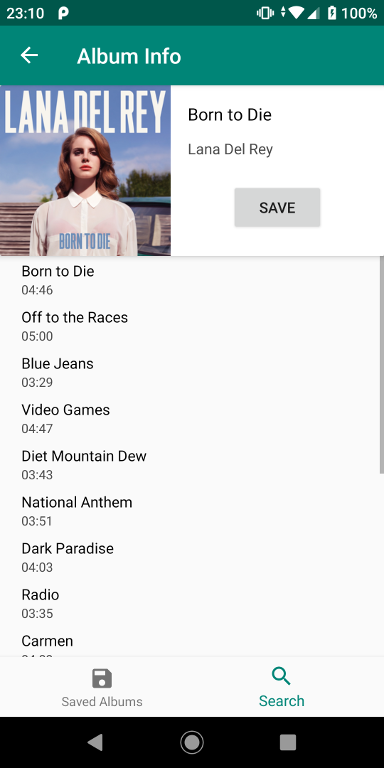 23:10
100%
Album Info
LANA DEL REY
BORN TO DIE
Born to Die
Lana Del Rey
SAVE
Born to Die
04:46
Off to the Races
05:00
Blue Jeans
03:29
Video Games
04:47
Diet Mountain Dew
03:43
National Anthem
03:51
Dark Paradise
04:03
Radio
03:35
Carmen
Saved Albums
Search